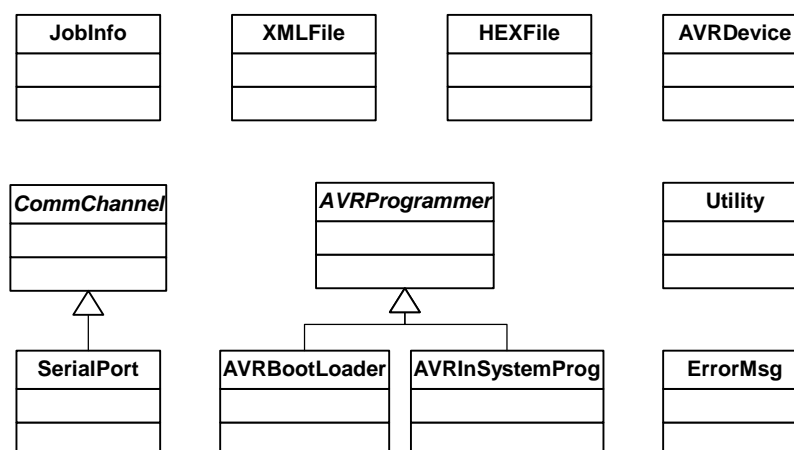 JobInfo
XMLFile
HEXFile
AVRDevice
CommChannel
AVRProgrammer
Utility
SerialPort
AVRBootLoader
AVRInSystemProg
ErrorMsg